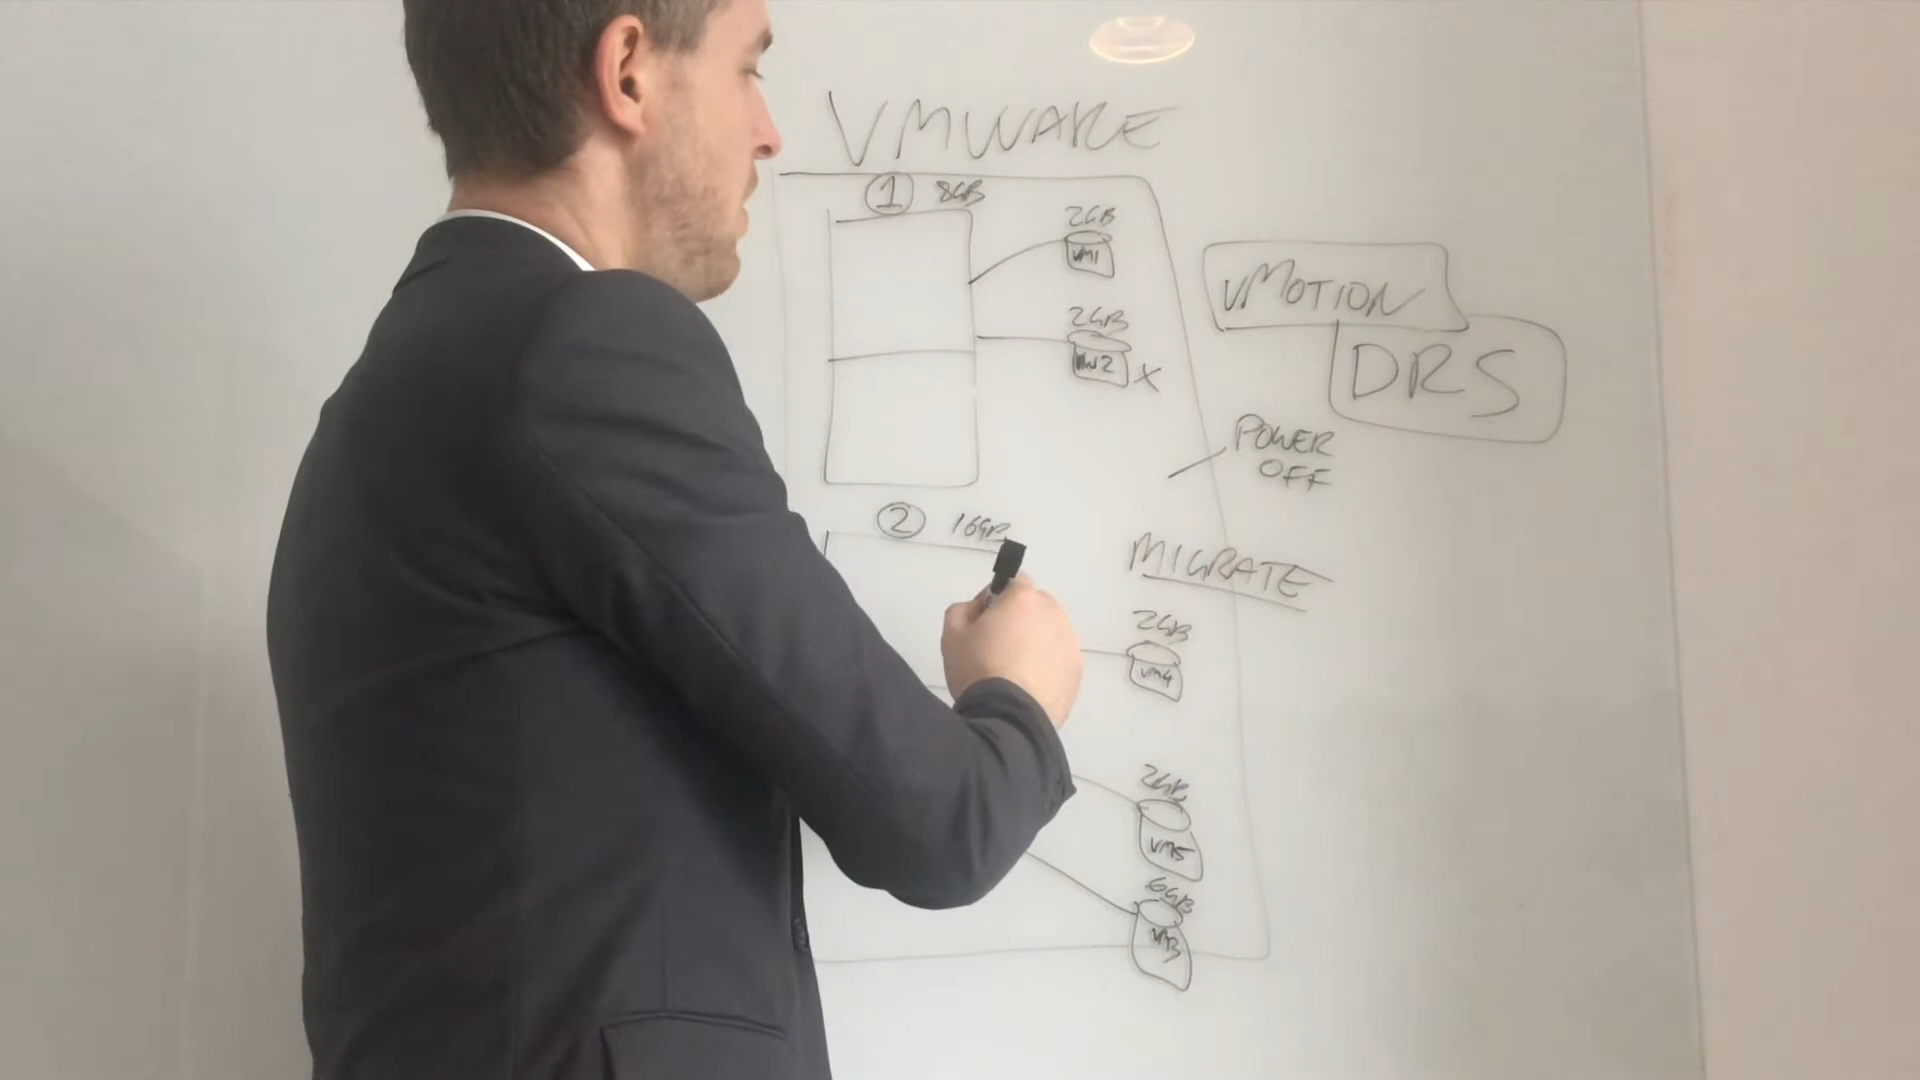 VMWARE
1 8GB
2GB
VM1
2GB
VM2 X
VMOTION
DRS
POWER
OFF
2 16GB
MIGRATE
2GB
VM4
2GB
VM5
6GB
VM3